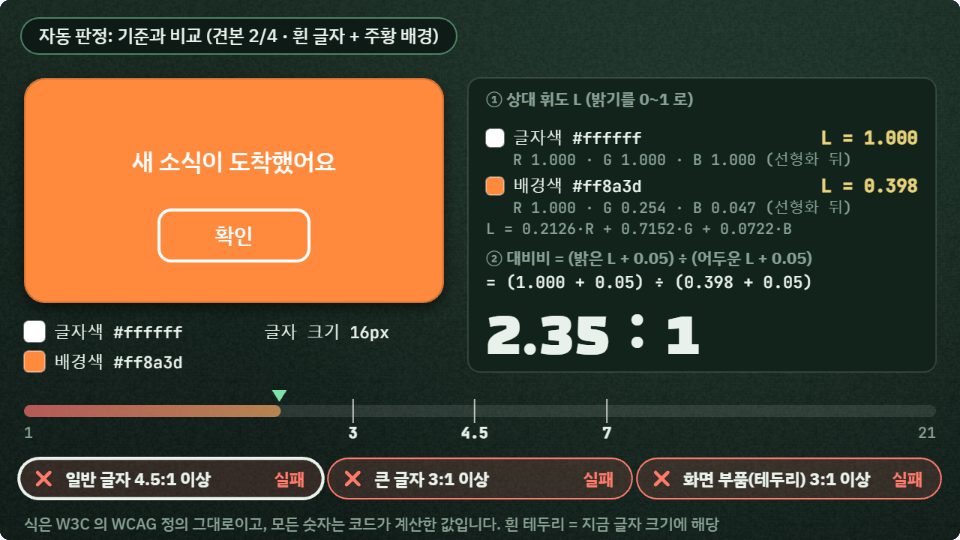 자동 판정: 기준과 비교 (견본 2/4 · 흰 글자 + 주황 배경)
새 소식이 도착했어요
확인
글자색 #ffffff 글자 크기 16px
배경색 #ff8a3d
① 상대 휘도 L (밝기를 0~1 로)
글자색 #ffffff L = 1.000
R 1.000 · G 1.000 · B 1.000 (선형화 뒤)
배경색 #ff8a3d L = 0.398
R 1.000 · G 0.254 · B 0.047 (선형화 뒤)
L = 0.2126·R + 0.7152·G + 0.0722·B
② 대비비 = (밝은 L + 0.05) ÷ (어두운 L + 0.05)
= (1.000 + 0.05) ÷ (0.398 + 0.05)
2.35 : 1
1 3 4.5 7 21
일반 글자 4.5:1 이상 실패
큰 글자 3:1 이상 실패
화면 부품(테두리) 3:1 이상 실패
식은 W3C 의 WCAG 정의 그대로이고, 모든 숫자는 코드가 계산한 값입니다. 흰 테두리 = 지금 글자 크기에 해당